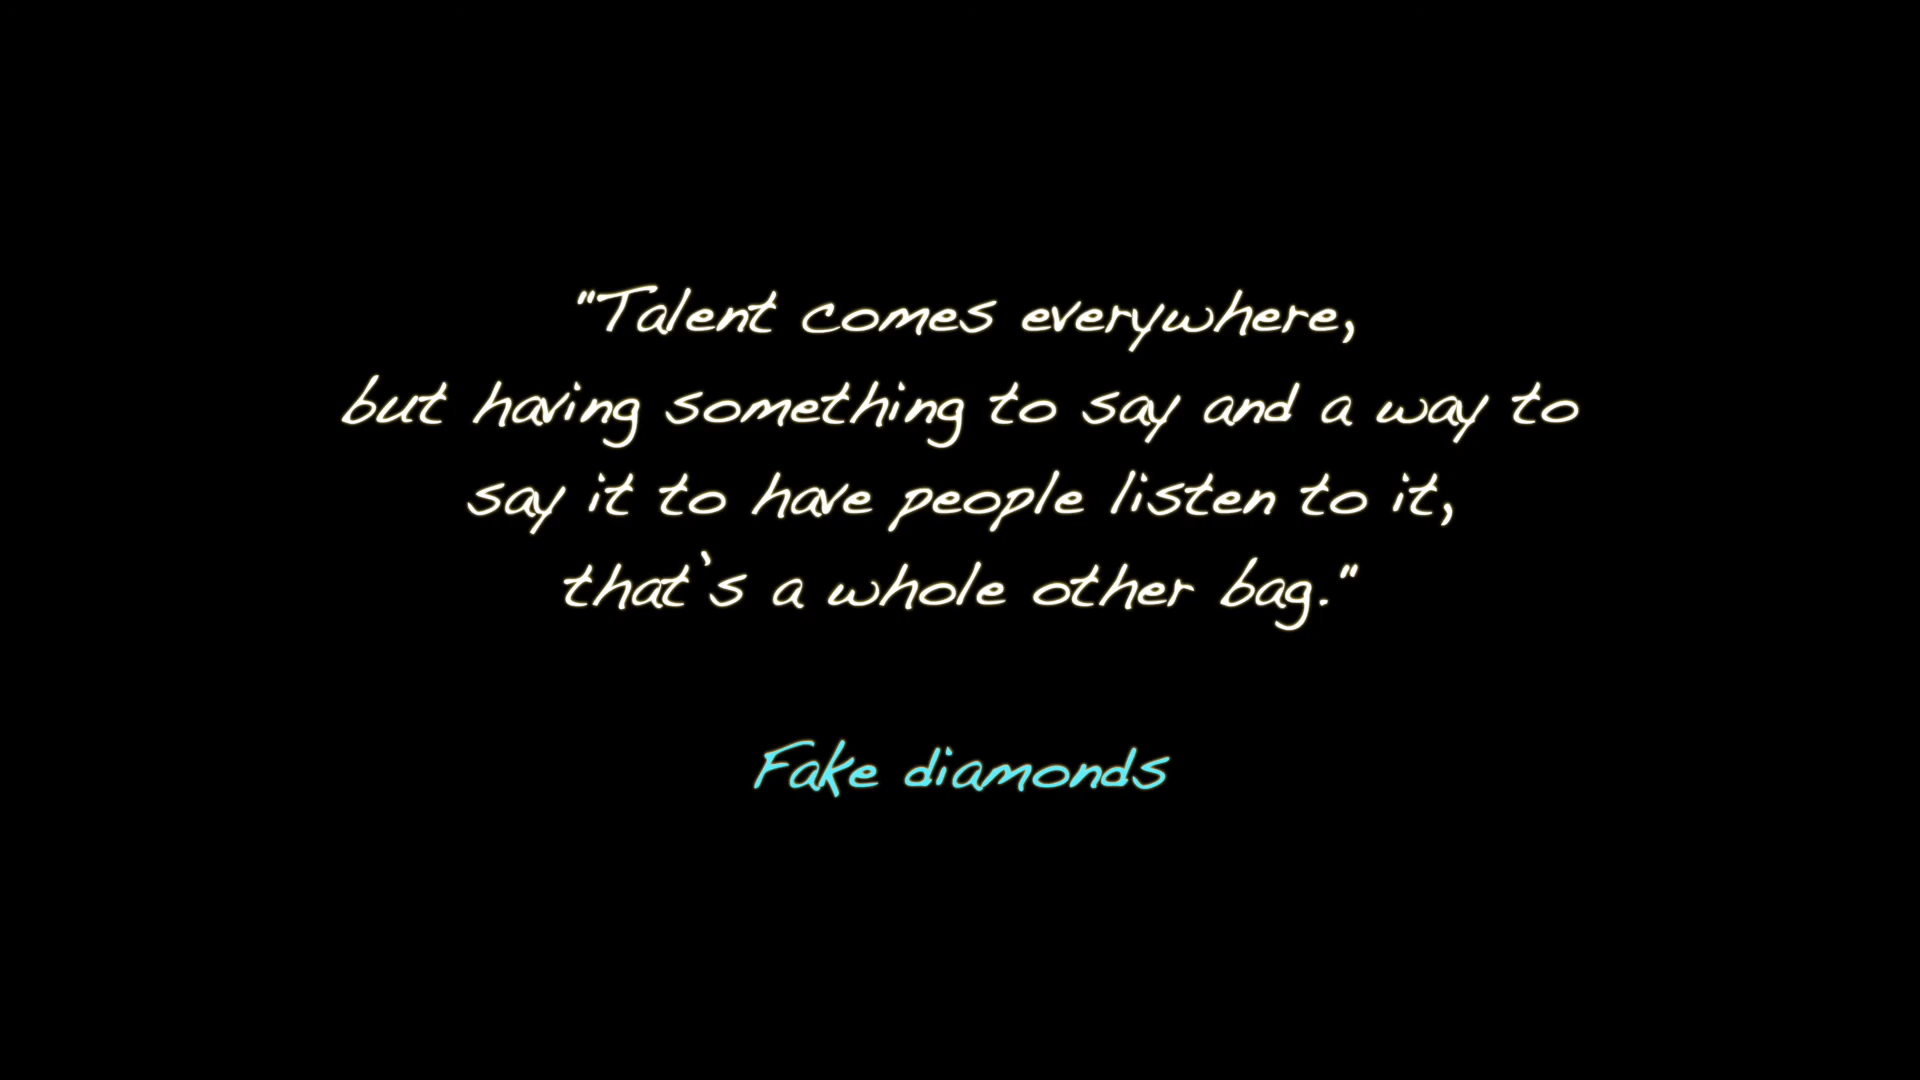 "Talent comes everywhere,
but having something to say and a way to
say it to have people listen to it,
that's a whole other bag."
Fake diamonds